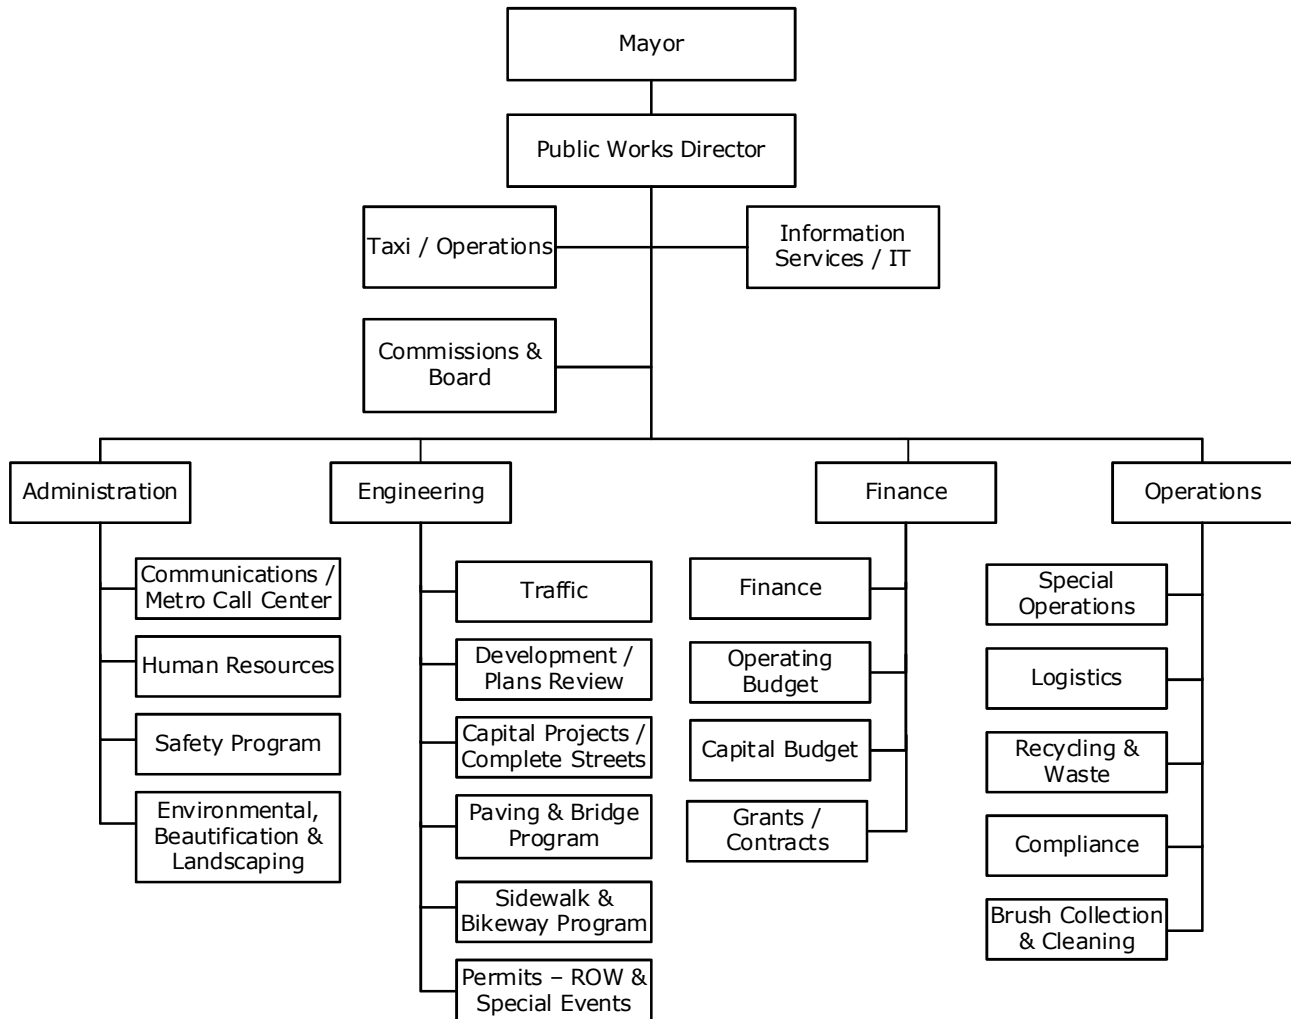 Mayor
Public Works Director
Taxi / Operations
Information
Services / IT
Commissions &
Board
Administration
Engineering
Finance
Operations
Communications /
Metro Call Center
Human Resources
Safety Program
Environmental,
Beautification &
Landscaping
Traffic
Development /
Plans Review
Capital Projects /
Complete Streets
Paving & Bridge
Program
Sidewalk &
Bikeway Program
Permits – ROW &
Special Events
Finance
Operating
Budget
Capital Budget
Grants /
Contracts
Special
Operations
Logistics
Recycling &
Waste
Compliance
Brush Collection
& Cleaning